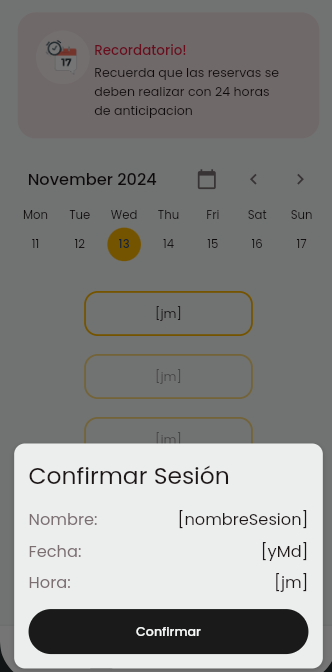 17
Recordatorio!
Recuerda que las reservas se
deben realizar con 24 horas
de anticipacion
November 2024
Mon Tue Wed Thu Fri Sat Sun
11 12 13 14 15 16 17
[jm]
[jm]
[jm]
Confirmar Sesión
Nombre: [nombreSesion]
Fecha: [yMd]
Hora: [jm]
Confirmar